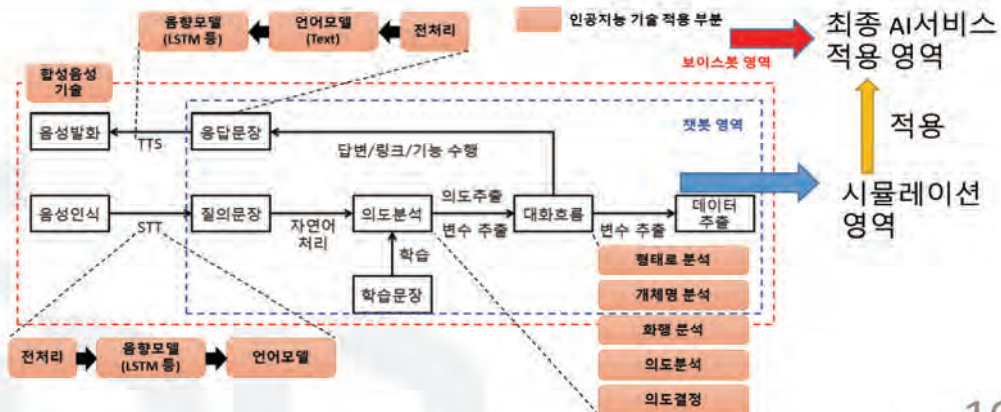 음향모델
(LSTM 등)
언어모델
(Text)
전처리
인공지능 기술 적용 부분
보이스봇 영역
최종 AI서비스
적용 영역
합성음성
기술
챗봇 영역
적용
음성발화
TTS
응답문장
답변/링크/기능 수행
시뮬레이션
영역
음성인식
STT
질의문장
자연어
처리
의도분석
의도추출
변수 추출
대화흐름
변수 추출
데이터
추출
학습
학습문장
형태로 분석
개체명 분석
화행 분석
의도분석
의도결정
전처리
음향모델
(LSTM 등)
언어모델